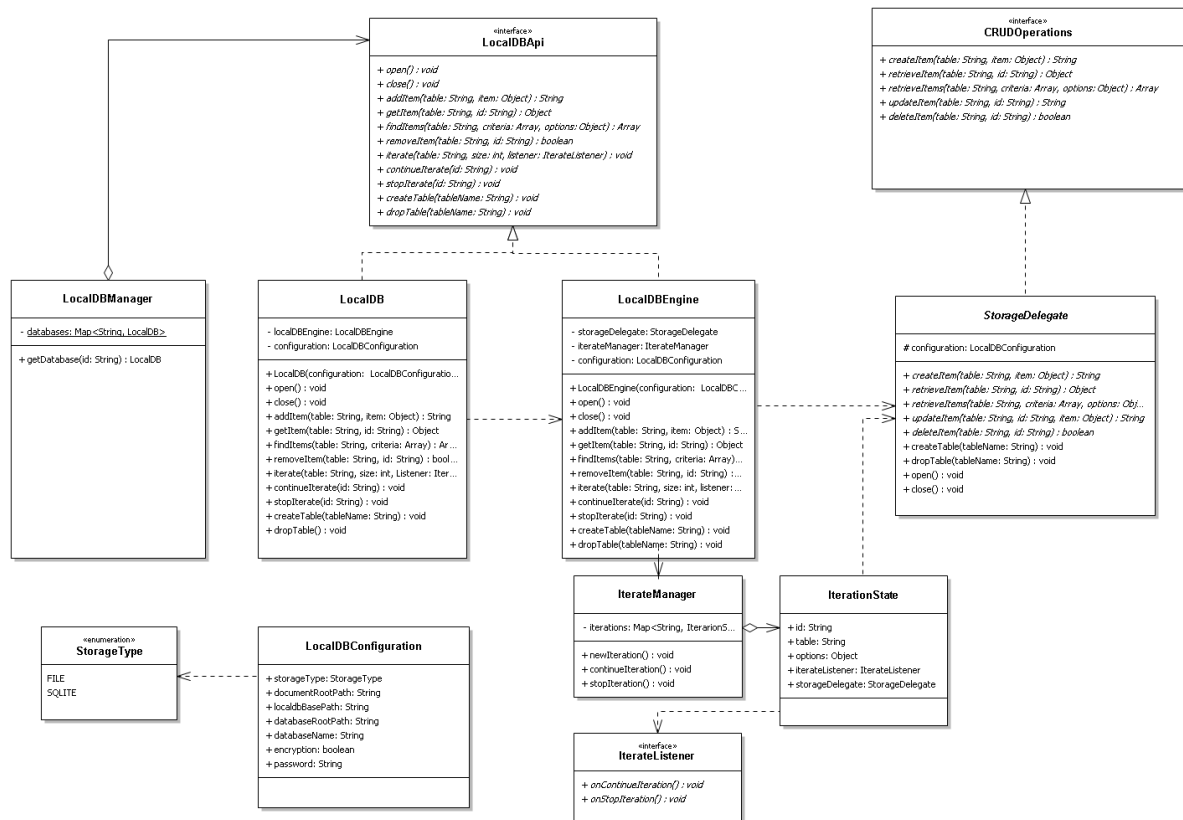 «interface»
LocalDBApi
+ open() : void
+ close() : void
+ addItem(table: String, item: Object) : String
+ getItem(table: String, id: String) : Object
+ findItems(table: String, criteria: Array, options: Object) : Array
+ removeItem(table: String, id: String) : boolean
+ iterate(table: String, size: int, listener: IterateListener) : void
+ continueIterate(id: String) : void
+ stopIterate(id: String) : void
+ createTable(tableName: String) : void
+ dropTable(tableName: String) : void
«interface»
CRUDOperations
+ createItem(table: String, item: Object) : String
+ retrieveItem(table: String, id: String) : Object
+ retrieveItems(table: String, criteria: Array, options: Object) : Array
+ updateItem(table: String, id: String) : String
+ deleteItem(table: String, id: String) : boolean
LocalDBManager
- databases: Map<String, LocalDB>
+ getDatabase(id: String) : LocalDB
LocalDB
- localDBEngine: LocalDBEngine
- configuration: LocalDBConfiguration
+ LocalDB(configuration: LocalDBConfiguratio...
+ open() : void
+ close() : void
+ addItem(table: String, item: Object) : String
+ getItem(table: String, id: String) : Object
+ findItems(table: String, criteria: Array) : Ar...
+ removeItem(table: String, id: String) : bool...
+ iterate(table: String, size: int, Listener: Iter...
+ continueIterate(id: String) : void
+ stopIterate(id: String) : void
+ createTable(tableName: String) : void
+ dropTable() : void
LocalDBEngine
- storageDelegate: StorageDelegate
- iterateManager: IterateManager
- configuration: LocalDBConfiguration
+ LocalDBEngine(configuration: LocalDBC...
+ open() : void
+ close() : void
+ addItem(table: String, item: Object) : S...
+ getItem(table: String, id: String) : Object
+ findItems(table: String, criteria: Array)...
+ removeItem(table: String, id: String) :...
+ iterate(table: String, size: int, listener:...
+ continueIterate(id: String) : void
+ stopIterate(id: String) : void
+ createTable(tableName: String) : void
+ dropTable(tableName: String) : void
StorageDelegate
# configuration: LocalDBConfiguration
+ createItem(table: String, item: Object) : String
+ retrieveItem(table: String, id: String) : Object
+ retrieveItems(table: String, criteria: Array, options: Obj...
+ updateItem(table: String, id: String, item: Object) : String
+ deleteItem(table: String, id: String) : boolean
+ createTable(tableName: String) : void
+ dropTable(tableName: String) : void
+ open() : void
+ close() : void
IterateManager
- iterations: Map<String, IterarionS...
+ newIteration() : void
+ continueIteration() : void
+ stopIteration() : void
IterationState
+ id: String
+ table: String
+ options: Object
+ iterateListener: IterateListener
+ storageDelegate: StorageDelegate
«enumeration»
StorageType
FILE
SQLITE
LocalDBConfiguration
+ storageType: StorageType
+ documentRootPath: String
+ localdbBasePath: String
+ databaseRootPath: String
+ databaseName: String
+ encryption: boolean
+ password: String
«interface»
IterateListener
+ onContinueIteration() : void
+ onStopIteration() : void